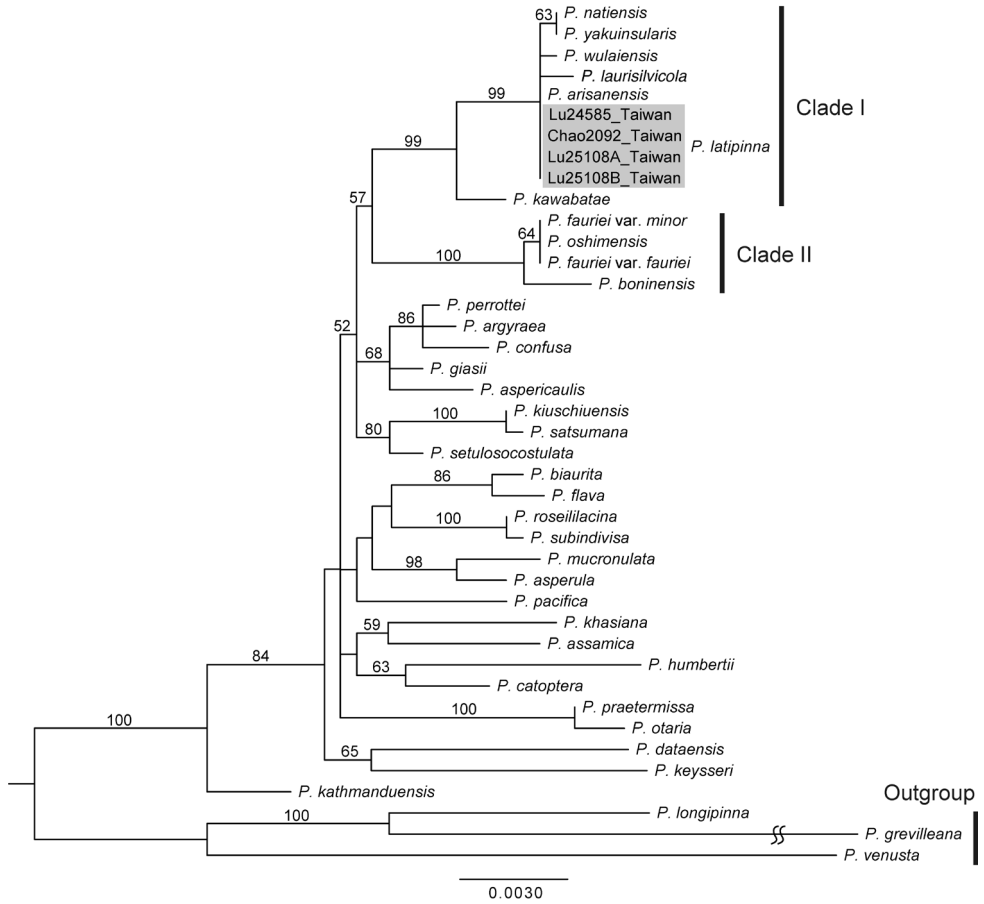 63
P. natiensis
P. yakuinsularis
P. wulaiensis
P. laurisilvicola
99
P. arisanensis
Clade I
Lu24585_Taiwan
Chao2092_Taiwan
99
P. latipinna
Lu25108A_Taiwan
Lu25108B_Taiwan
57
P. kawabatae
P. fauriei var. minor
64
P. oshimensis
100
Clade II
P. fauriei var. fauriei
P. boninensis
P. perrottei
86
52
P. argyraea
P. confusa
68
P. giasii
P. aspericaulis
100
P. kiuschiuensis
80
P. satsumana
P. setulosocostulata
86
P. biaurita
P. flava
100
P. roseililacina
P. subindivisa
98
P. mucronulata
P. asperula
P. pacifica
59
P. khasiana
P. assamica
84
63
P. humbertii
P. catoptera
100
P. praetermissa
100
P. otaria
65
P. dataensis
P. keysseri
P. kathmanduensis
Outgroup
100
P. longipinna
P. grevilleana
P. venusta
0.0030